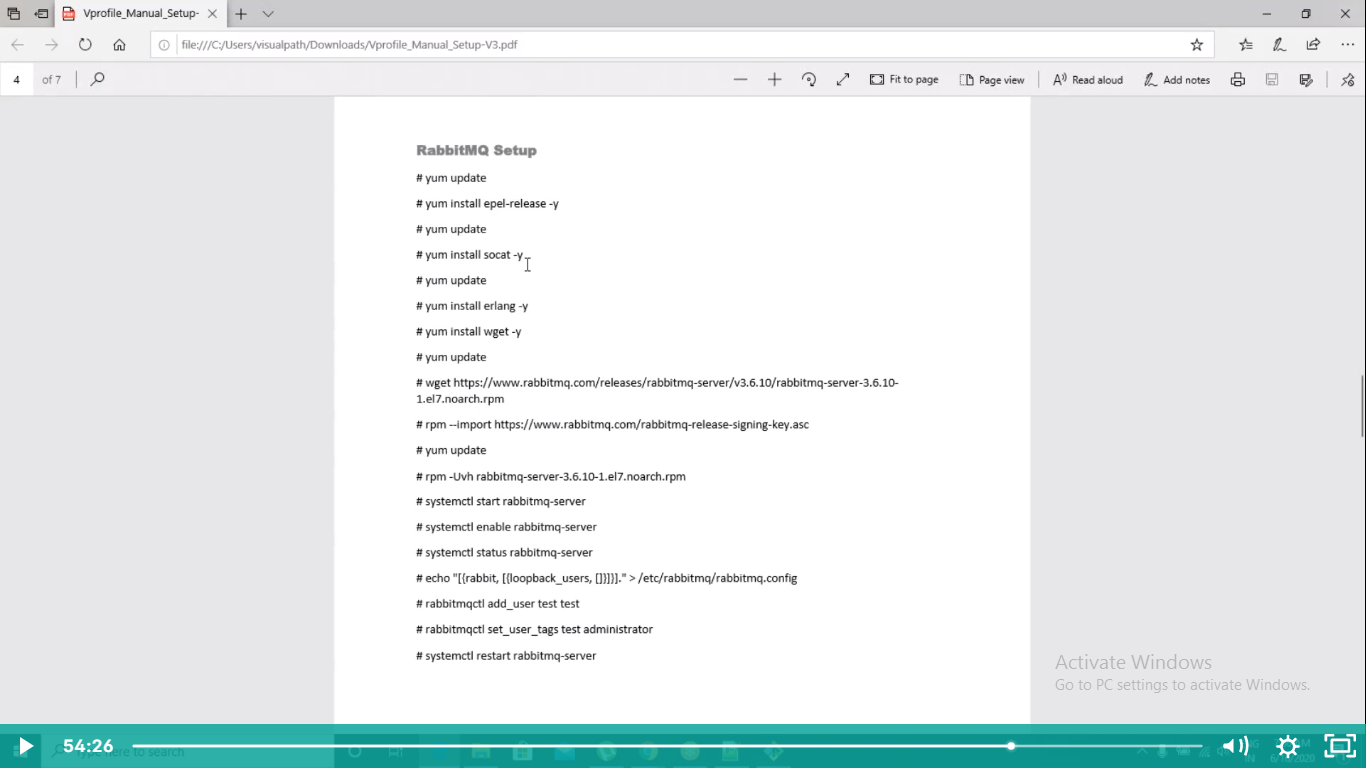 Vprofile_Manual_Setup-
file:///C:/Users/visualpath/Downloads/Vprofile_Manual_Setup-V3.pdf
4 of 7 Fit to page Page view Read aloud Add notes
RabbitMQ Setup
# yum update
# yum install epel-release -y
# yum update
# yum install socat -y
# yum update
# yum install erlang -y
# yum install wget -y
# yum update
# wget https://www.rabbitmq.com/releases/rabbitmq-server/v3.6.10/rabbitmq-server-3.6.10-
1.el7.noarch.rpm
# rpm --import https://www.rabbitmq.com/rabbitmq-release-signing-key.asc
# yum update
# rpm -Uvh rabbitmq-server-3.6.10-1.el7.noarch.rpm
# systemctl start rabbitmq-server
# systemctl enable rabbitmq-server
# systemctl status rabbitmq-server
# echo "[{rabbit, [{loopback_users, []}]}]." > /etc/rabbitmq/rabbitmq.config
# rabbitmqctl add_user test test
# rabbitmqctl set_user_tags test administrator
# systemctl restart rabbitmq-server
Activate Windows
Go to PC settings to activate Windows.
54:26 here to search